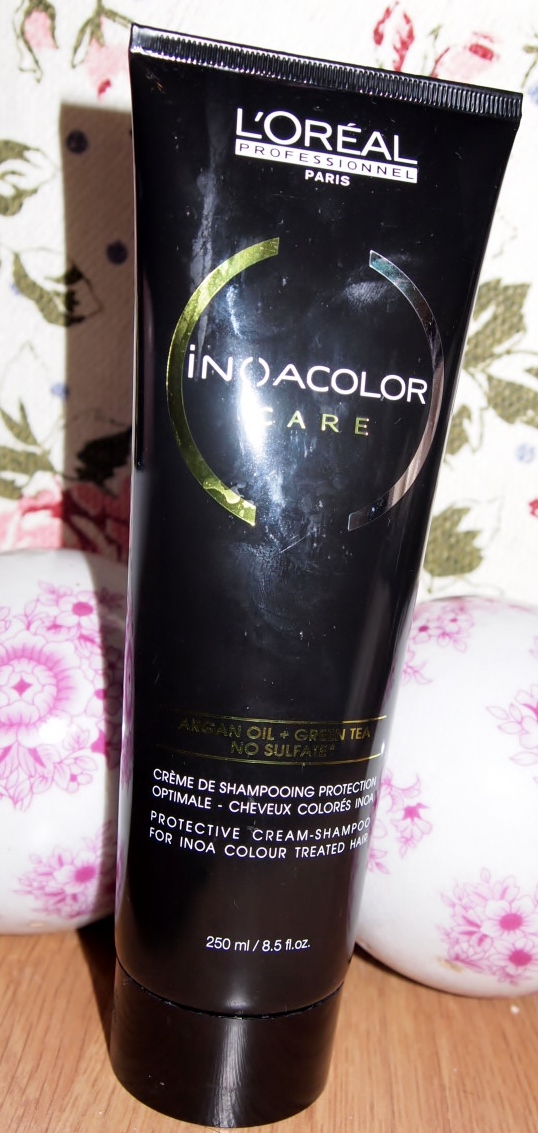 L'ORÉAL
PROFESSIONNEL
PARIS
iNOACOLOR
CARE
ARGAN OIL + GREEN TEA
NO SULFATE*
CRÈME DE SHAMPOOING PROTECTION
OPTIMALE - CHEVEUX COLORÉS INOA
PROTECTIVE CREAM-SHAMPOO
FOR INOA COLOUR TREATED HAIR
250 ml / 8.5 fl.oz.